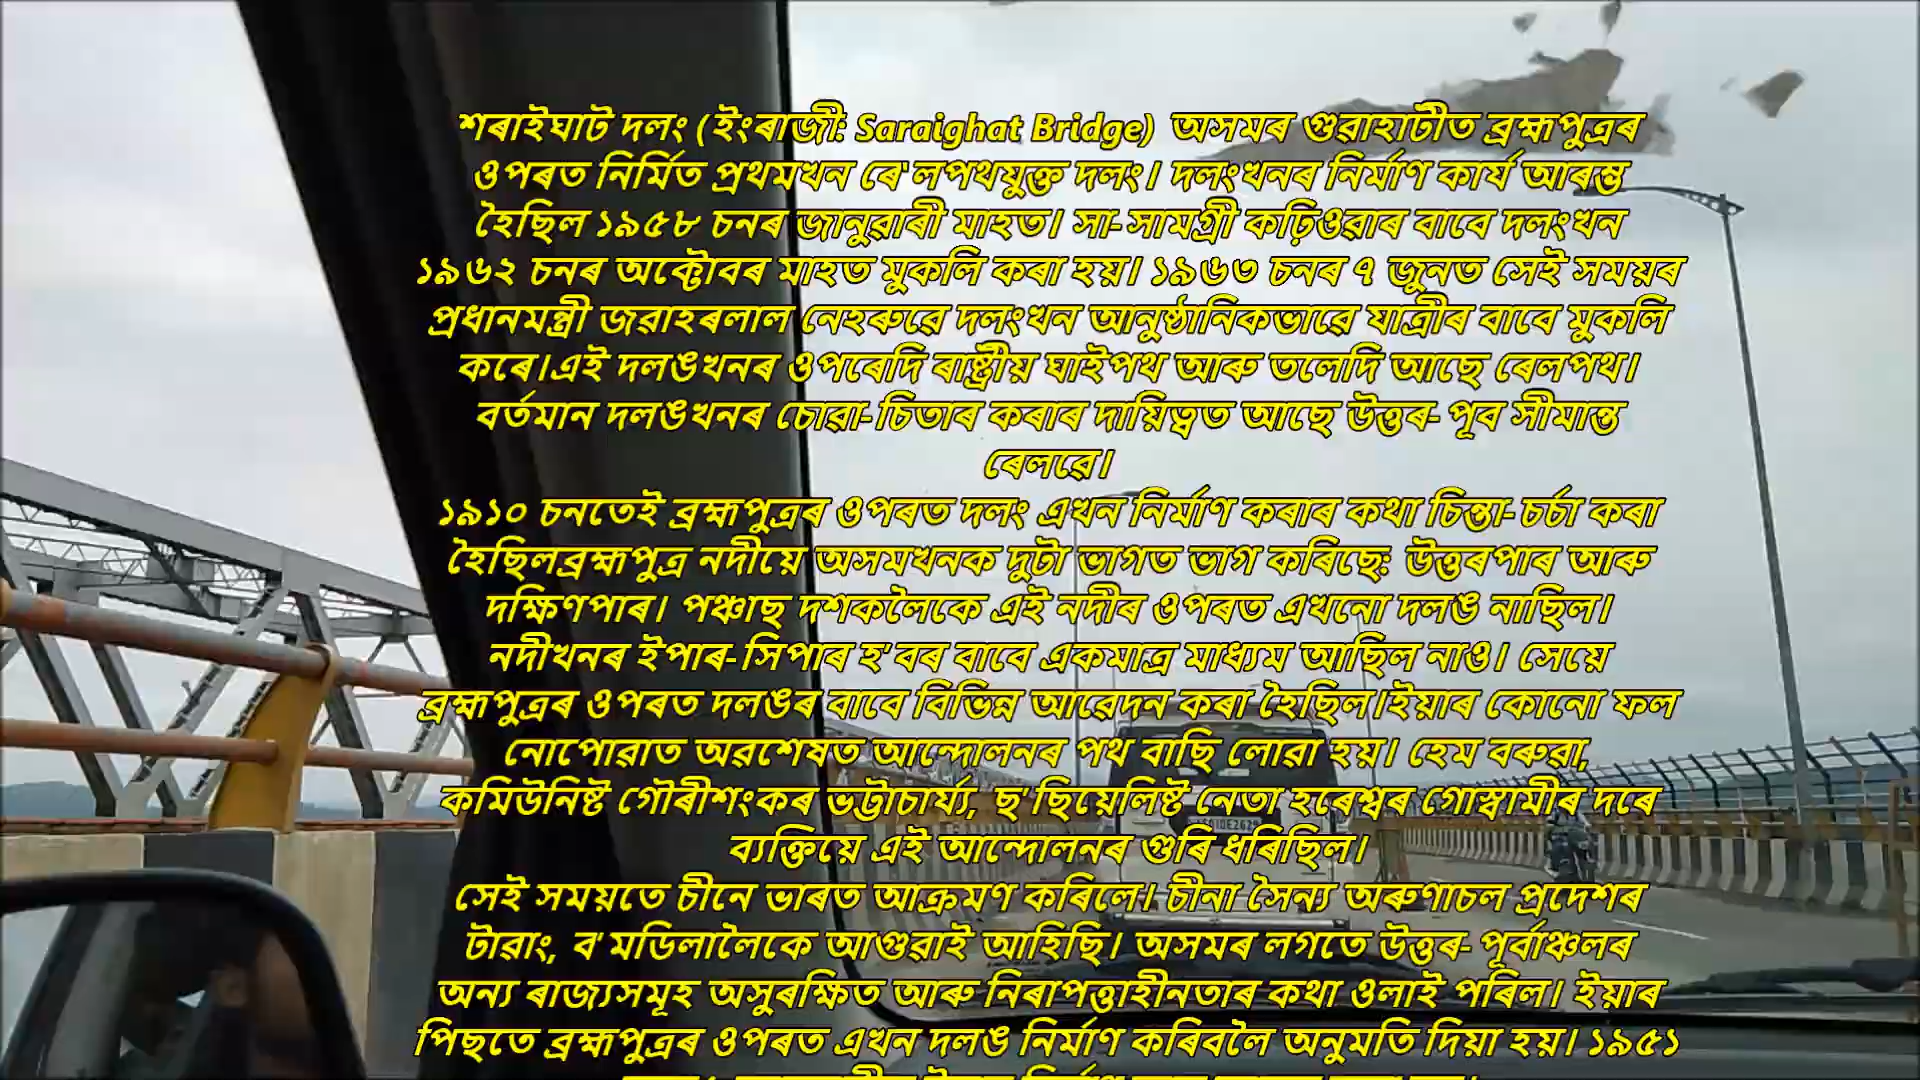 শৰাইঘাট দলং (ইংৰাজী: Saraighat Bridge) অসমৰ গুৱাহাটীত ব্ৰহ্মপুত্ৰৰ
ওপৰত নিৰ্মিত প্ৰথমখন ৰে'লপথযুক্ত দলং। দলংখনৰ নিৰ্মাণ কাৰ্য আৰম্ভ
হৈছিল ১৯৫৮ চনৰ জানুৱাৰী মাহত। সা-সামগ্ৰী কঢ়িওৱাৰ বাবে দলংখন
১৯৬২ চনৰ অক্টোবৰ মাহত মুকলি কৰা হয়। ১৯৬৩ চনৰ ৭ জুনত সেই সময়ৰ
প্ৰধানমন্ত্ৰী জৱাহৰলাল নেহৰুৱে দলংখন আনুষ্ঠানিকভাৱে যাত্ৰীৰ বাবে মুকলি
কৰে।এই দলঙখনৰ ওপৰেদি ৰাষ্ট্ৰীয় ঘাইপথ আৰু তলেদি আছে ৰেলপথ।
বৰ্তমান দলঙখনৰ চোৱা-চিতাৰ কৰাৰ দায়িত্বত আছে উত্তৰ-পূব সীমান্ত
ৰেলৱে।
১৯১০ চনতেই ব্ৰহ্মপুত্ৰৰ ওপৰত দলং এখন নিৰ্মাণ কৰাৰ কথা চিন্তা-চৰ্চা কৰা
হৈছিলব্ৰহ্মপুত্ৰ নদীয়ে অসমখনক দুটা ভাগত ভাগ কৰিছে: উত্তৰপাৰ আৰু
দক্ষিণপাৰ। পঞ্চাছ দশকলৈকে এই নদীৰ ওপৰত এখনো দলঙ নাছিল।
নদীখনৰ ইপাৰ-সিপাৰ হ'বৰ বাবে একমাত্ৰ মাধ্যম আছিল নাও। সেয়ে
ব্ৰহ্মপুত্ৰৰ ওপৰত দলঙৰ বাবে বিভিন্ন আৱেদন কৰা হৈছিল।ইয়াৰ কোনো ফল
নোপোৱাত অৱশেষত আন্দোলনৰ পথ বাছি লোৱা হয়। হেম বৰুৱা,
কমিউনিষ্ট গৌৰীশংকৰ ভট্টাচাৰ্য্য, ছ'ছিয়েলিষ্ট নেতা হৰেশ্বৰ গোস্বামীৰ দৰে
ব্যক্তিয়ে এই আন্দোলনৰ গুৰি ধৰিছিল।
সেই সময়তে চীনে ভাৰত আক্ৰমণ কৰিলে। চীনা সৈন্য অৰুণাচল প্ৰদেশৰ
টাৱাং, ব'মডিলালৈকে আগুৱাই আহিছি। অসমৰ লগতে উত্তৰ-পূৰ্বাঞ্চলৰ
অন্য ৰাজ্যসমূহ অসুৰক্ষিত আৰু নিৰাপত্তাহীনতাৰ কথা ওলাই পৰিল। ইয়াৰ
পিছতে ব্ৰহ্মপুত্ৰৰ ওপৰত এখন দলঙ নিৰ্মাণ কৰিবলৈ অনুমতি দিয়া হয়। ১৯৫১